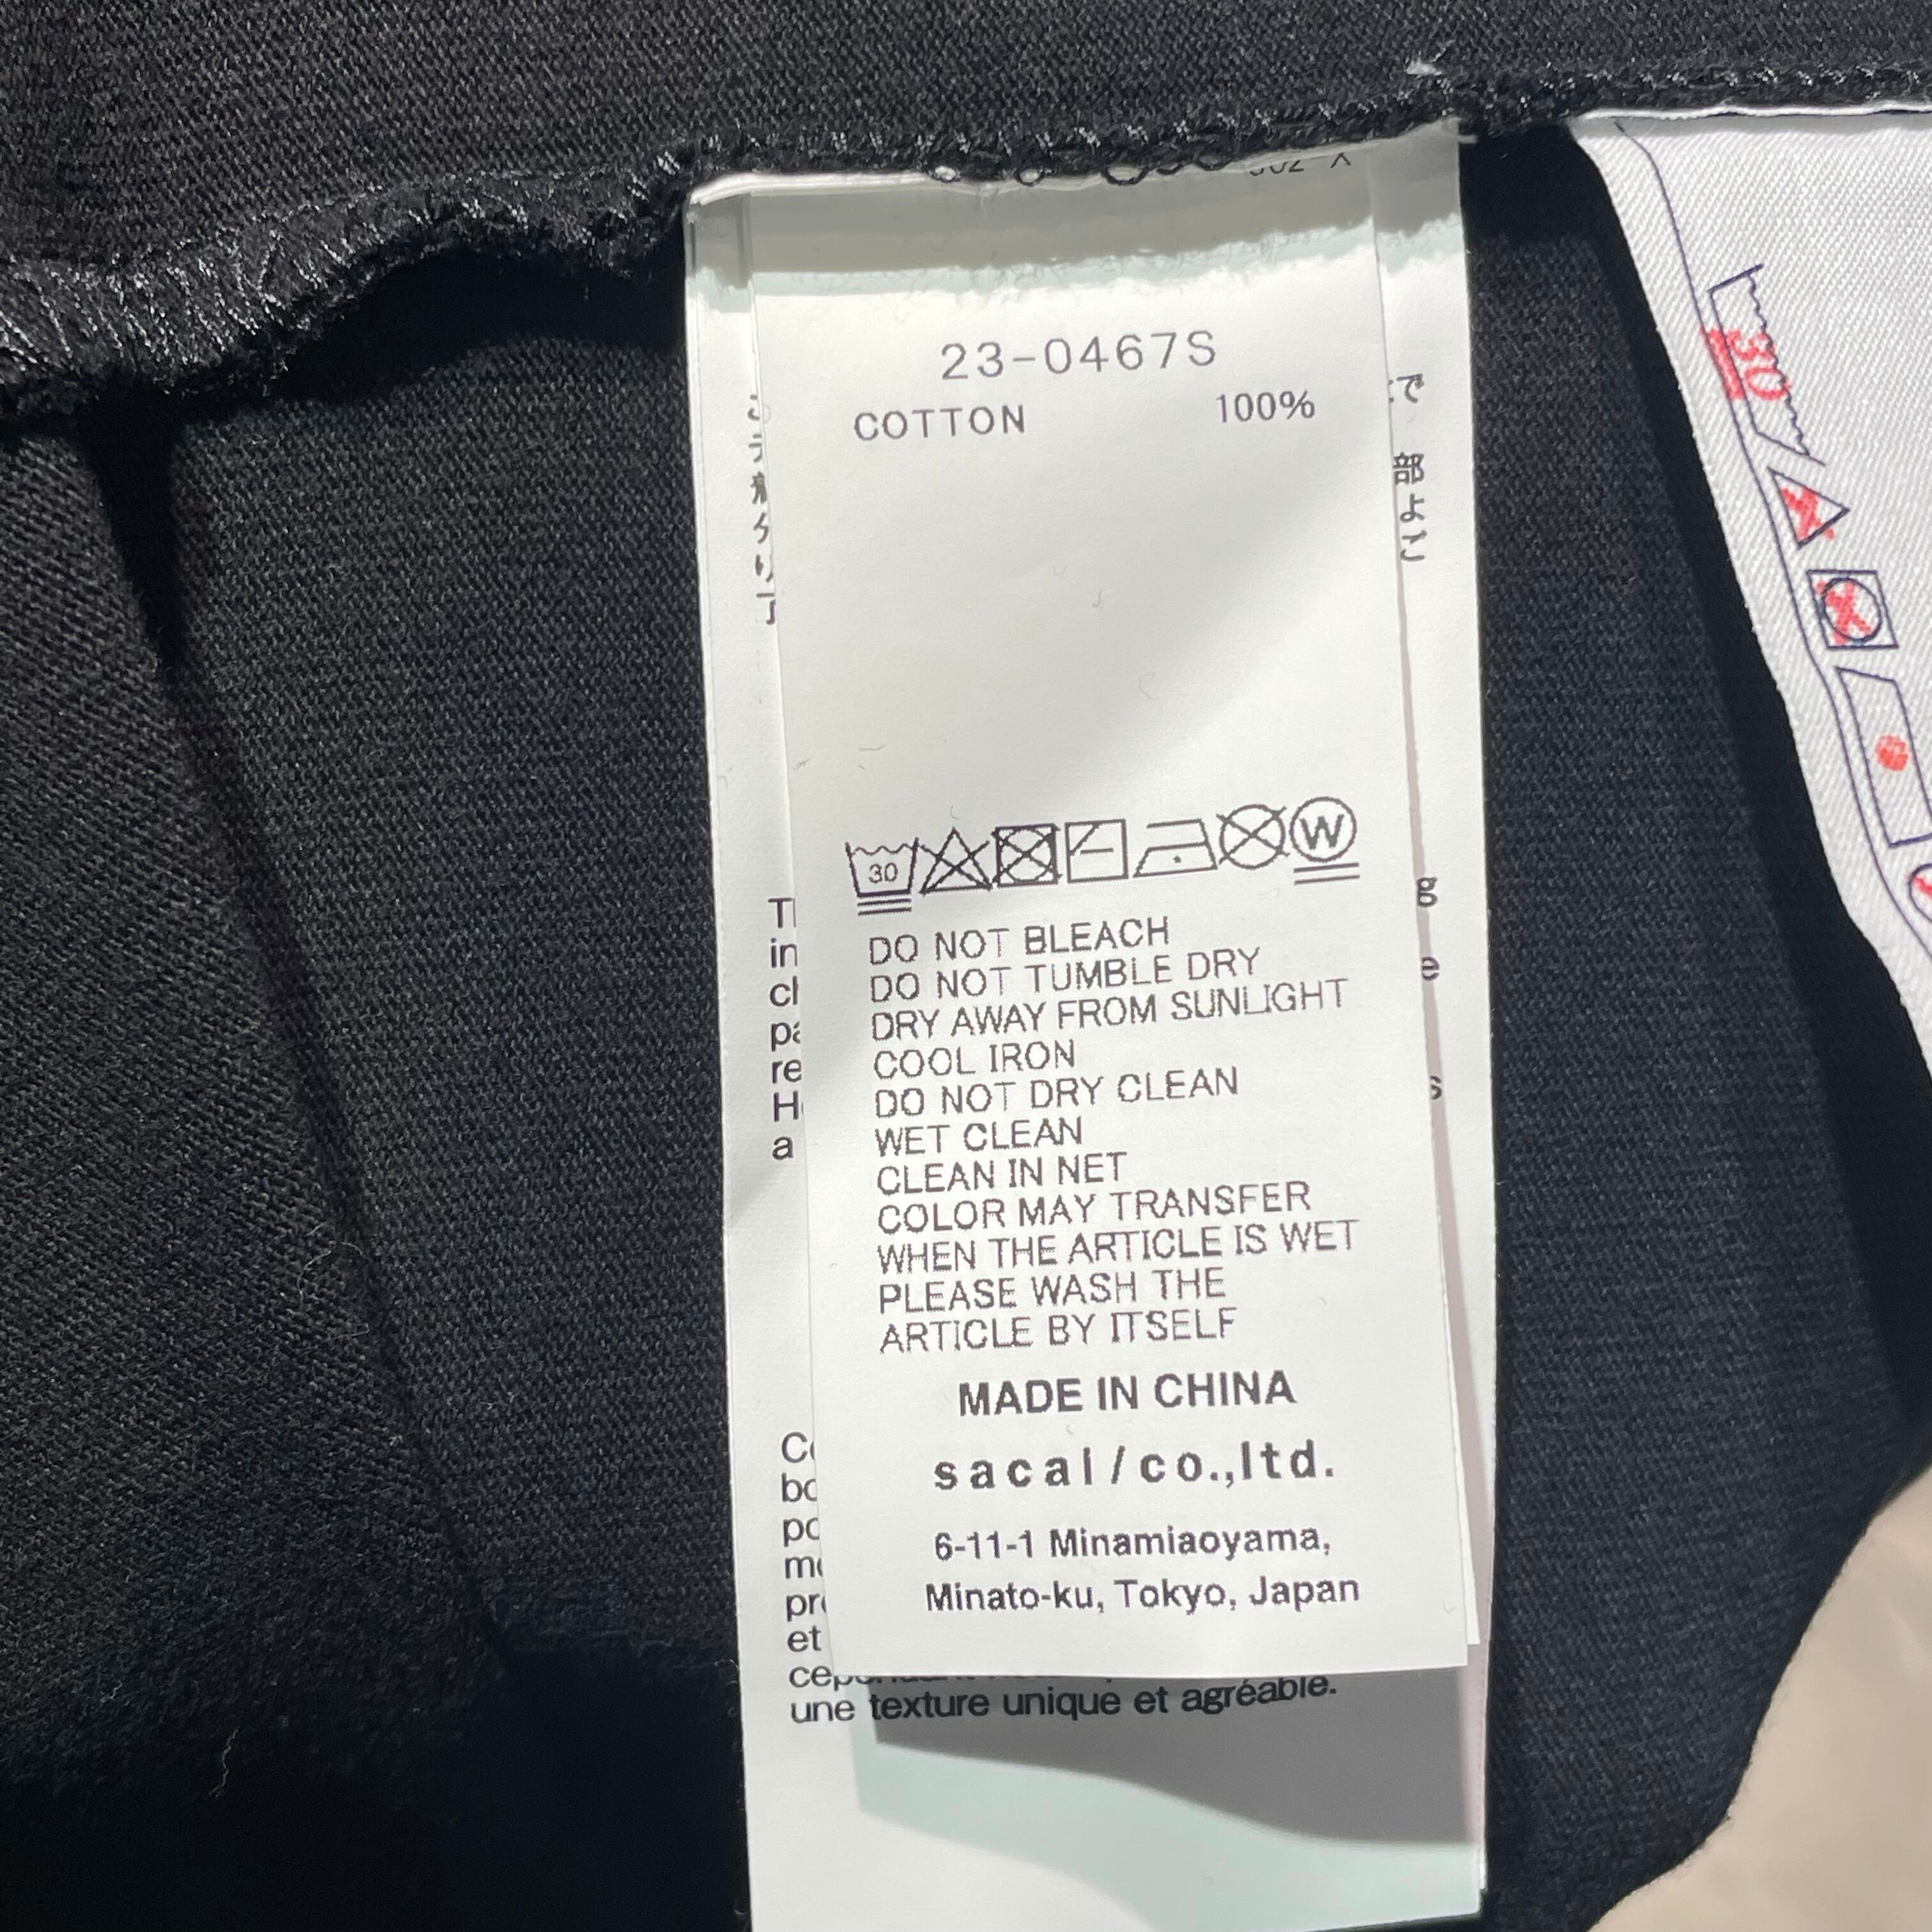 23-0467S
COTTON 100%
30
W
DO NOT BLEACH
DO NOT TUMBLE DRY
DRY AWAY FROM SUNLIGHT
COOL IRON
DO NOT DRY CLEAN
WET CLEAN
CLEAN IN NET
COLOR MAY TRANSFER
WHEN THE ARTICLE IS WET
PLEASE WASH THE
ARTICLE BY ITSELF
MADE IN CHINA
sacai/co.,ltd.
6-11-1 Minamiaoyama,
Minato-ku, Tokyo, Japan
et
une texture unique et agréable.
30